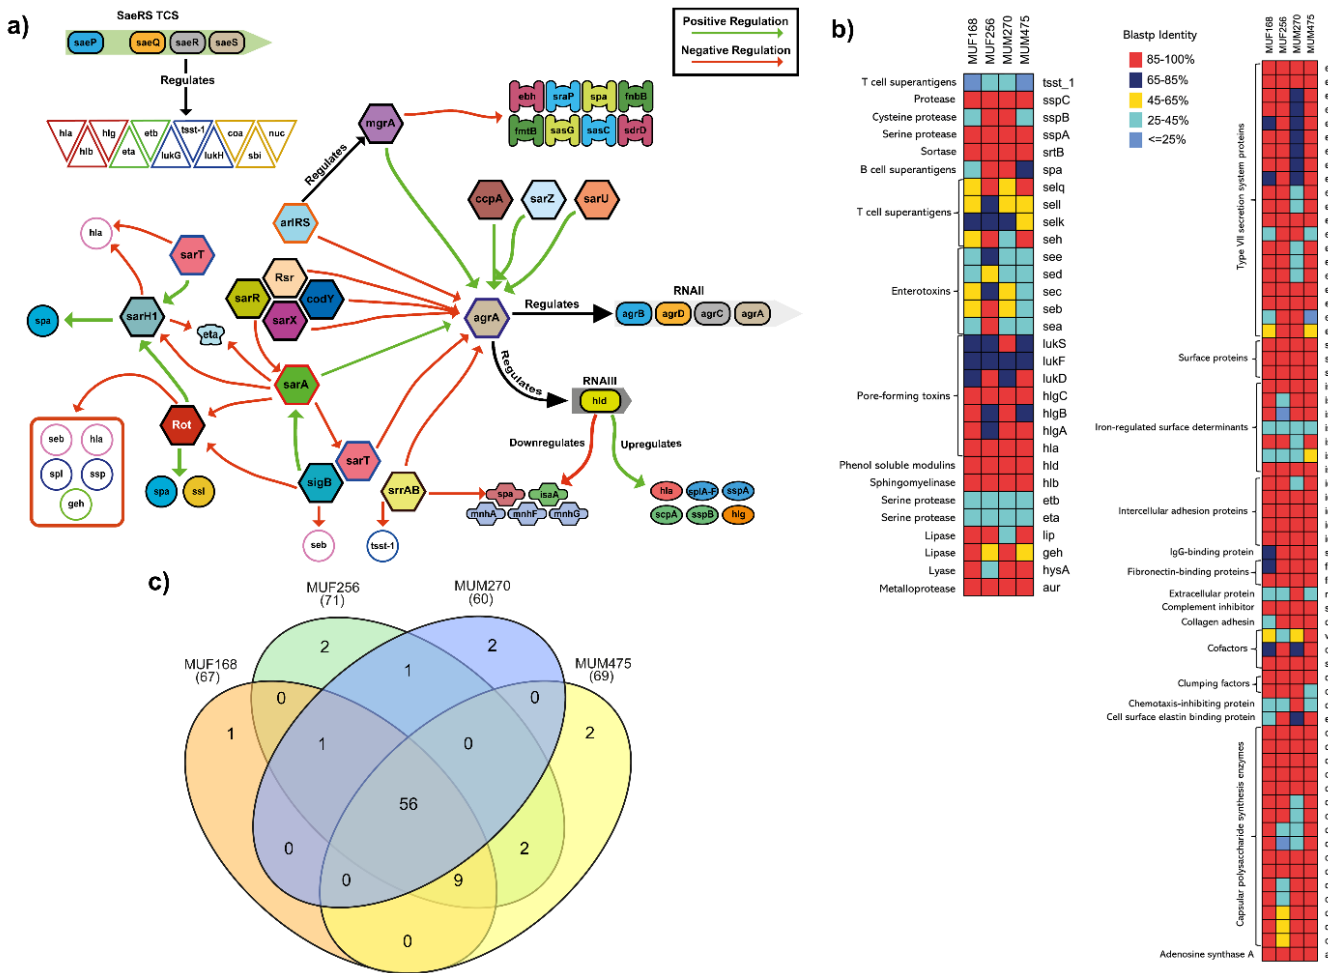 a)
SaeRS TCS
saeP
saeQ
saeR
saeS
Regulates
hla
hlb
hlg
eta
etb
lukG
tsst-1
lukH
coa
sbi
nuc
Positive Regulation
Negative Regulation
mgrA
ebh
sraP
spa
fnbB
fmtB
sasG
sasC
sdrD
Regulates
arlRS
ccpA
sarZ
sarU
hla
sarT
Rsr
sarR
codY
sarX
sarH1
spa
eta
agrA
Regulates
RNAII
agrB
agrD
agrC
agrA
sarA
Regulates
RNAIII
hld
Rot
seb
hla
spl
ssp
geh
spa
ssl
sarT
sigB
srrAB
seb
tsst-1
Downregulates
Upregulates
spa
isaA
mnhA
mnhF
mnhG
hla
splA-F
sspA
scpA
sspB
hlg
b)
MUF168
MUF256
MUM270
MUM475
T cell superantigens
tsst_1
Protease
sspC
Cysteine protease
sspB
Serine protease
sspA
Sortase
srtB
B cell superantigens
spa
T cell superantigens
selq
sell
selk
seh
Enterotoxins
see
sed
sec
seb
sea
Pore-forming toxins
lukS
lukF
lukD
hlgC
hlgB
hlgA
hla
Phenol soluble modulins
hld
Sphingomyelinase
hlb
Serine protease
etb
Serine protease
eta
Lipase
lip
Lipase
geh
Lyase
hysA
Metalloprotease
aur
Blastp Identity
85-100%
65-85%
45-65%
25-45%
<=25%
MUF168
MUF256
MUM270
MUM475
Type VII secretion system proteins
Surface proteins
Iron-regulated surface determinants
Intercellular adhesion proteins
IgG-binding protein
Fibronectin-binding proteins
Extracellular protein
Complement inhibitor
Collagen adhesin
Cofactors
Clumping factors
Chemotaxis-inhibiting protein
Cell surface elastin binding protein
Capsular polysaccharide synthesis enzymes
Adenosine synthase A
c)
MUF256
(71)
MUM270
(60)
MUF168
(67)
MUM475
(69)
2
2
1
0
0
1
1
0
2
56
0
2
0
9
0